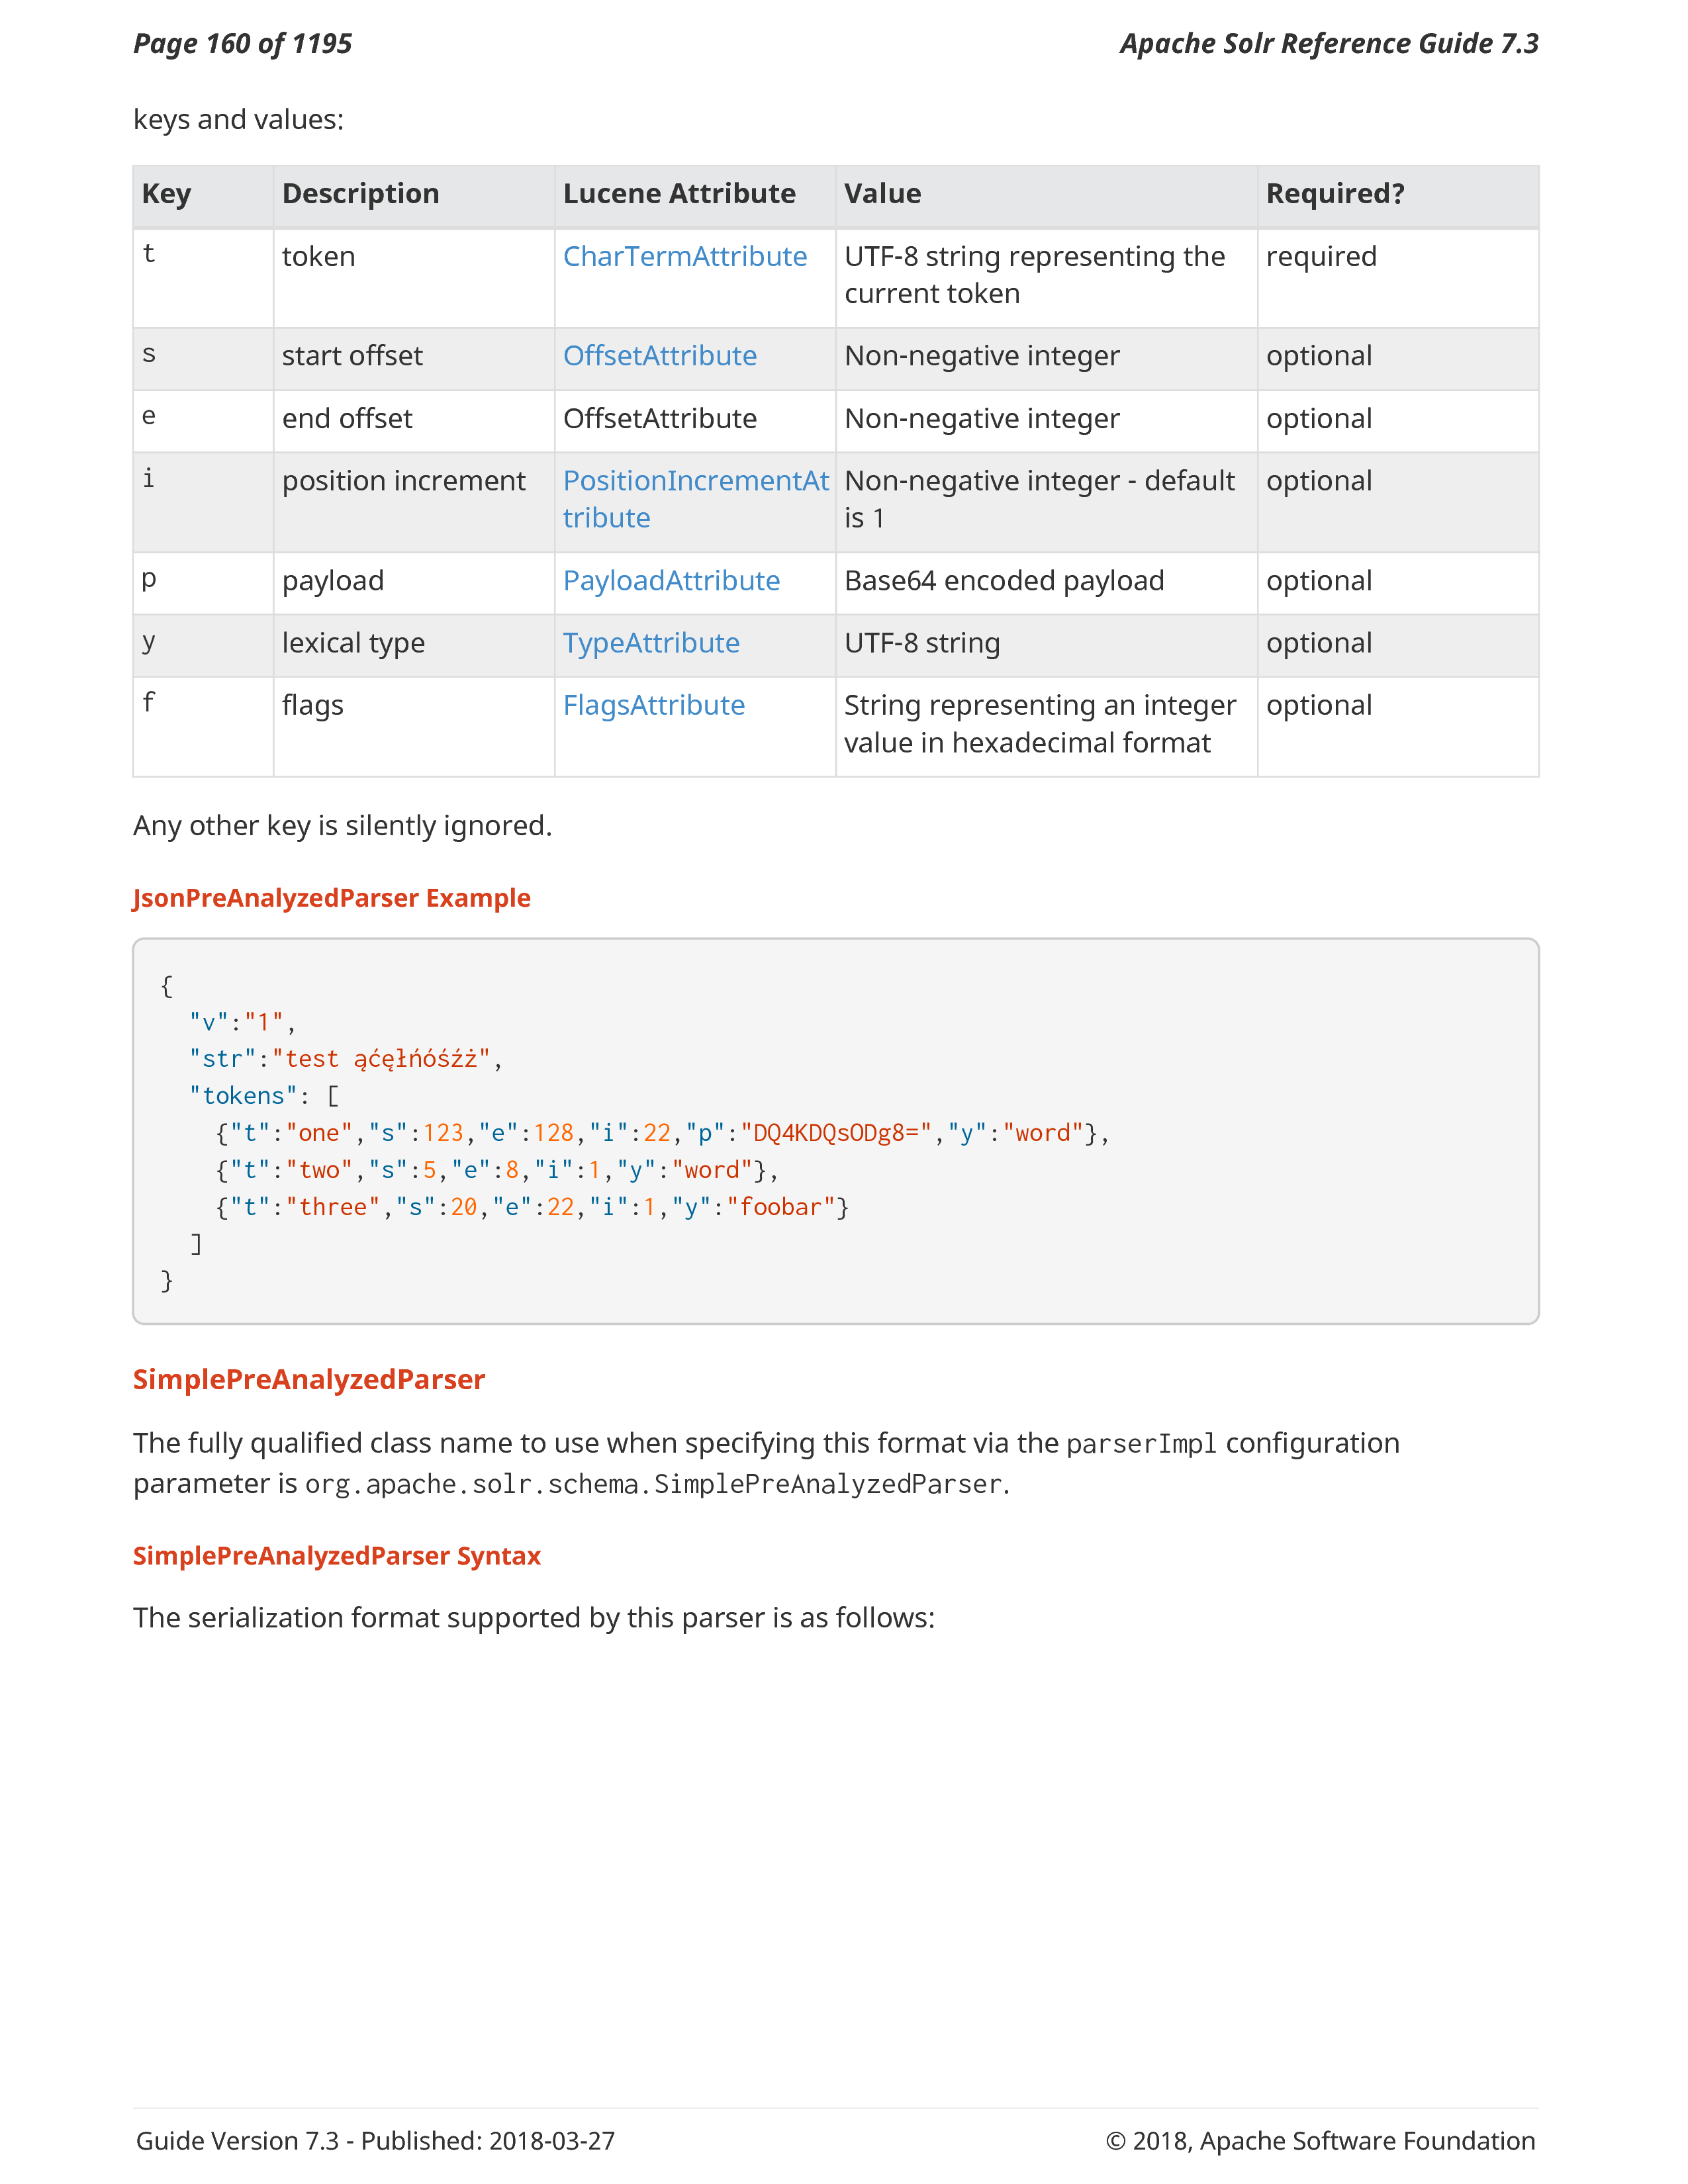 Page 160 of 1195
Apache Solr Reference Guide 7.3
keys and values:
Key Description Lucene Attribute Value Required?
t token CharTermAttribute UTF-8 string representing the required
current token
s start offset OffsetAttribute Non-negative integer optional
e end offset OffsetAttribute Non-negative integer optional
i position increment PositionIncrementAt Non-negative integer - default optional
tribute is 1
p payload PayloadAttribute Base64 encoded payload optional
y lexical type TypeAttribute UTF-8 string optional
f flags FlagsAttribute String representing an integer optional
value in hexadecimal format
Any other key is silently ignored.
JsonPreAnalyzedParser Example
{
"v":"1",
"str":"test ąćęłńóśźż",
"tokens": [
{"t":"one","s":123,"e":128,"i":22,"p":"DQ4KDQsODg8=","y":"word"},
{"t":"two","s":5,"e":8,"i":1,"y":"word"},
{"t":"three","s":20,"e":22,"i":1,"y":"foobar"}
]
}
SimplePreAnalyzedParser
The fully qualified class name to use when specifying this format via the parserImpl configuration
parameter is org.apache.solr.schema.SimplePreAnalyzedParser.
SimplePreAnalyzedParser Syntax
The serialization format supported by this parser is as follows:
Guide Version 7.3 - Published: 2018-03-27
© 2018, Apache Software Foundation